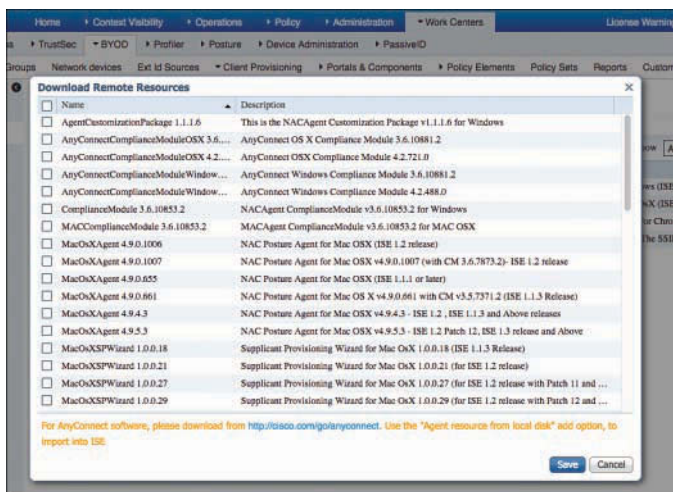 Home Context Visibility Operations Policy Administration Work Centers License Warning
TrustSec BYOD Profiler Posture Device Administration PassiveID
Groups Network devices Ext Id Sources Client Provisioning Portals & Components Policy Elements Policy Sets Reports Custom
Download Remote Resources
Name Description
AgentCustomizationPackage 1.1.1.6 This is the NACAgent Customization Package v1.1.1.6 for Windows
AnyConnectComplianceModuleOSX 3.6.... AnyConnect OS X Compliance Module 3.6.10881.2
AnyConnectComplianceModuleOSX 4.2.... AnyConnect OSX Compliance Module 4.2.721.0
AnyConnectComplianceModuleWindow... AnyConnect Windows Compliance Module 3.6.10881.2
AnyConnectComplianceModuleWindow... AnyConnect Windows Compliance Module 4.2.488.0
ComplianceModule 3.6.10853.2 NACAgent ComplianceModule v3.6.10853.2 for Windows
MACComplianceModule 3.6.10853.2 MACAgent ComplianceModule v3.6.10853.2 for MAC OSX
MacOsXAgent 4.9.0.1006 NAC Posture Agent for Mac OSX (ISE 1.2 release)
MacOsXAgent 4.9.0.1007 NAC Posture Agent for Mac OSX v4.9.0.1007 (with CM 3.6.7873.2)- ISE 1.2 release
MacOsXAgent 4.9.0.655 NAC Posture Agent for Mac OSX (ISE 1.1.1 or later)
MacOsXAgent 4.9.0.661 NAC Posture Agent for Mac OS X v4.9.0.661 with CM v3.5.7371.2 (ISE 1.1.3 Release)
MacOsXAgent 4.9.4.3 NAC Posture Agent for Mac OSX v4.9.4.3 - ISE 1.2 , ISE 1.1.3 and Above releases
MacOsXAgent 4.9.5.3 NAC Posture Agent for Mac OSX v4.9.5.3 - ISE 1.2 Patch 12, ISE 1.3 release and Above
MacOsXSPWizard 1.0.0.18 Supplicant Provisioning Wizard for Mac OsX 1.0.0.18 (ISE 1.1.3 Release)
MacOsXSPWizard 1.0.0.21 Supplicant Provisioning Wizard for Mac OsX 1.0.0.21 (for ISE 1.2 release)
MacOsXSPWizard 1.0.0.27 Supplicant Provisioning Wizard for Mac OsX 1.0.0.27 (for ISE 1.2 release with Patch 11 and ...
MacOsXSPWizard 1.0.0.29 Supplicant Provisioning Wizard for Mac OsX 1.0.0.29 (for ISE 1.2 release with Patch 12 and ...
For AnyConnect software, please download from http://cisco.com/go/anyconnect. Use the "Agent resource from local disk" add option, to
import into ISE
Save Cancel